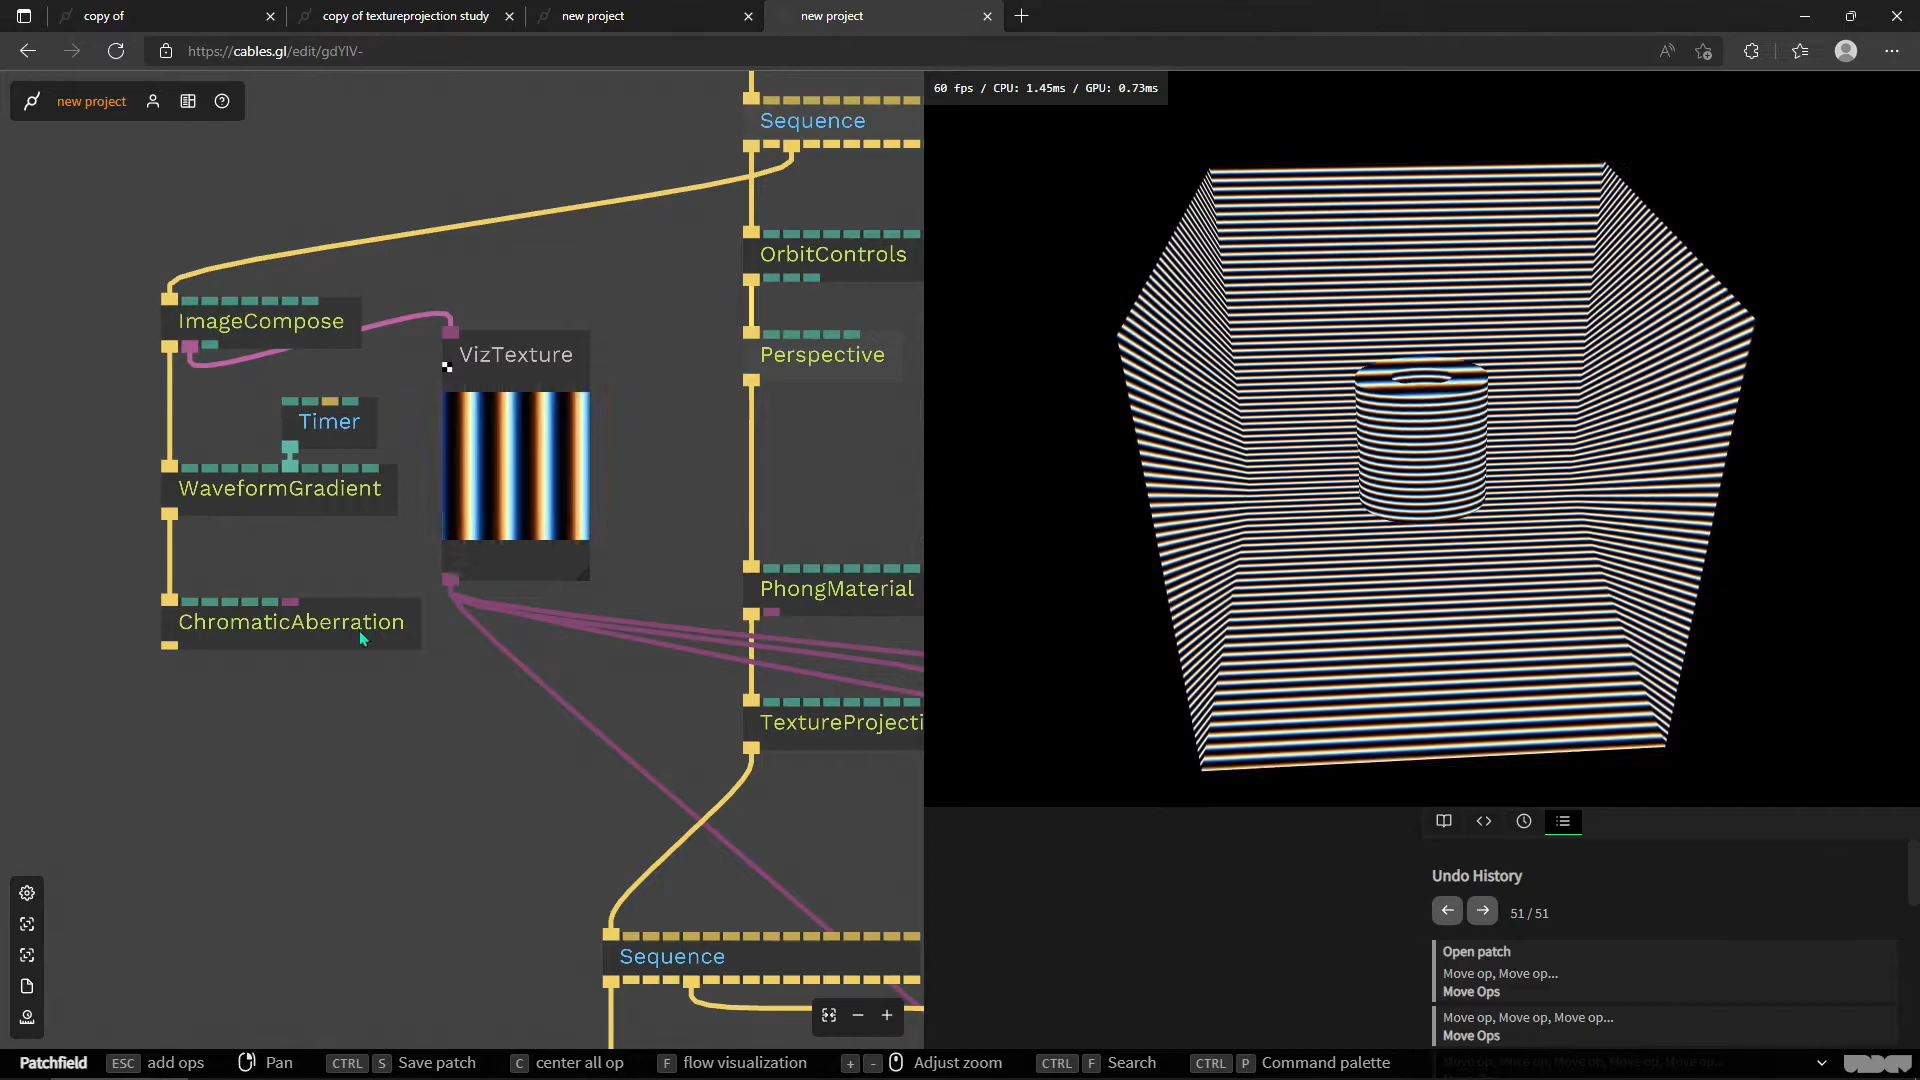 copy of
copy of textureprojection study
new project
new project
https://cables.gl/edit/gdYlV-
new project
60 fps / CPU: 1.45ms / GPU: 0.73ms
Sequence
OrbitControls
ImageCompose
VizTexture
Perspective
Timer
WaveformGradient
PhongMaterial
ChromaticAberration
TextureProjecti
Undo History
51 / 51
Open patch
Move op, Move op...
Move Ops
Sequence
Move op, Move op, Move op...
Move Ops
Patchfield ESC add ops Pan CTRL S Save patch C center all op F flow visualization + - Adjust zoom CTRL F Search CTRL P Command palette